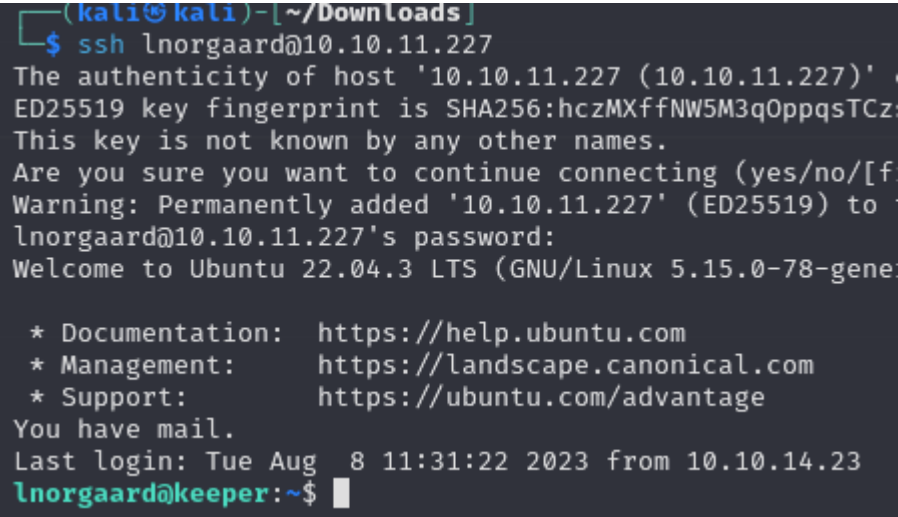 ┌──(kali㉿kali)-[~/Downloads]
└─$ ssh lnorgaard@10.10.11.227
The authenticity of host '10.10.11.227 (10.10.11.227)'
ED25519 key fingerprint is SHA256:hczMXffNW5M3qOppqsTCzs
This key is not known by any other names.
Are you sure you want to continue connecting (yes/no/[f
Warning: Permanently added '10.10.11.227' (ED25519) to
lnorgaard@10.10.11.227's password:
Welcome to Ubuntu 22.04.3 LTS (GNU/Linux 5.15.0-78-gene
* Documentation:  https://help.ubuntu.com
* Management:     https://landscape.canonical.com
* Support:        https://ubuntu.com/advantage
You have mail.
Last login: Tue Aug  8 11:31:22 2023 from 10.10.14.23
lnorgaard@keeper:~$